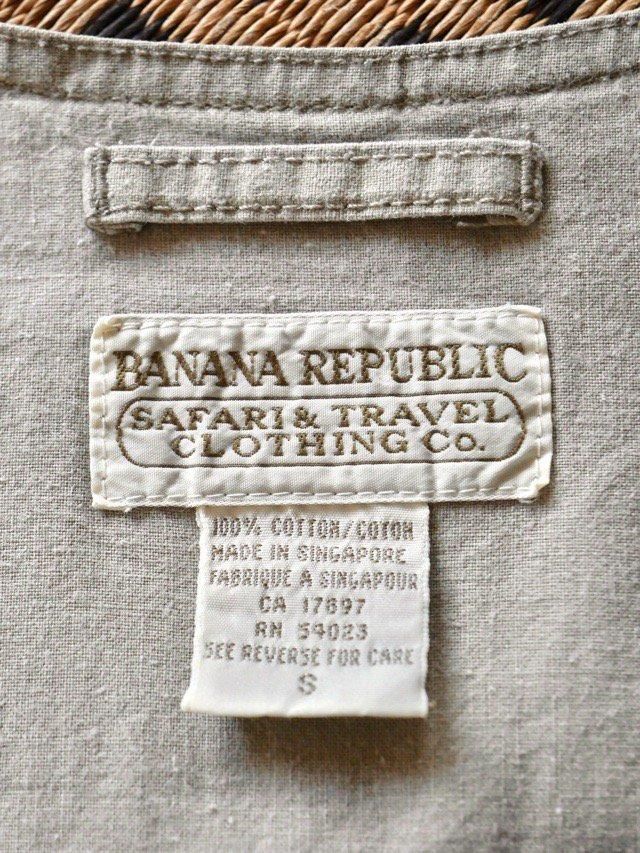 BANANA REPUBLIC
SAFARI & TRAVEL
CLOTHING CO.
100% COTTON/COTON
MADE IN SINGAPORE
FABRIQUE A SINGAPOUR
CA 17897
RN 54023
SEE REVERSE FOR CARE
S